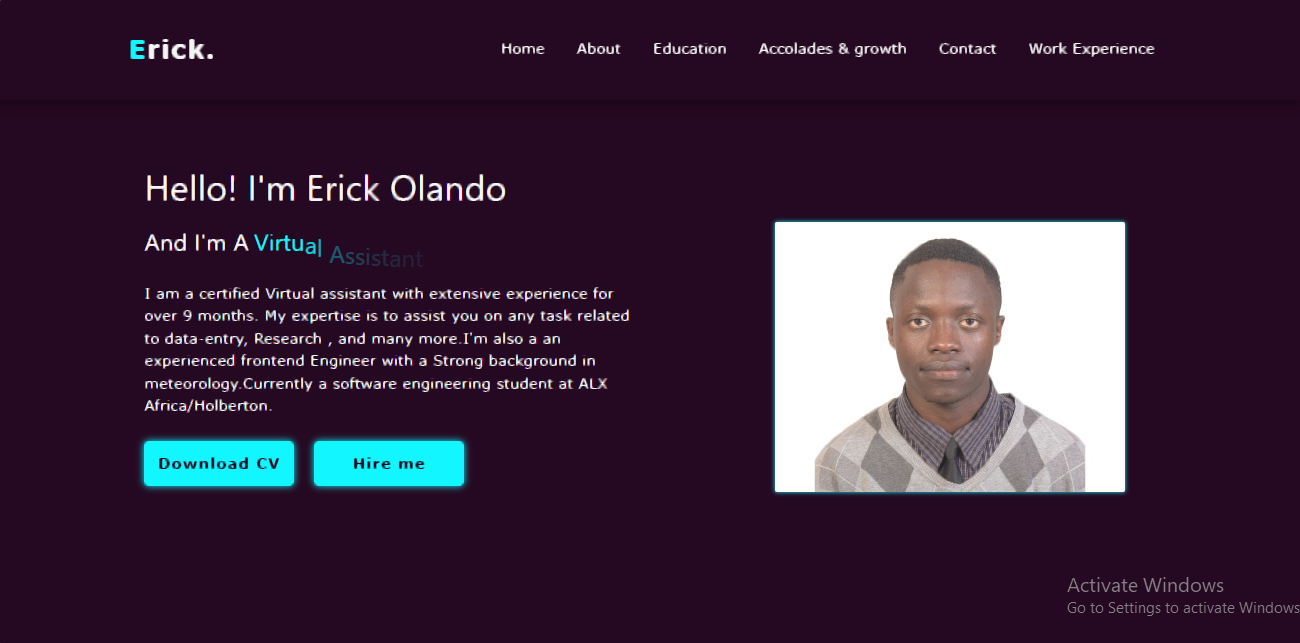 Erick.
Home About Education Accolades & growth Contact Work Experience
Hello! I'm Erick Olando
And I'm A Virtual Assistant
I am a certified Virtual assistant with extensive experience for
over 9 months. My expertise is to assist you on any task related
to data-entry, Research , and many more.I'm also a an
experienced frontend Engineer with a Strong background in
meteorology.Currently a software engineering student at ALX
Africa/Holberton.
Download CV Hire me
Activate Windows
Go to Settings to activate Windows